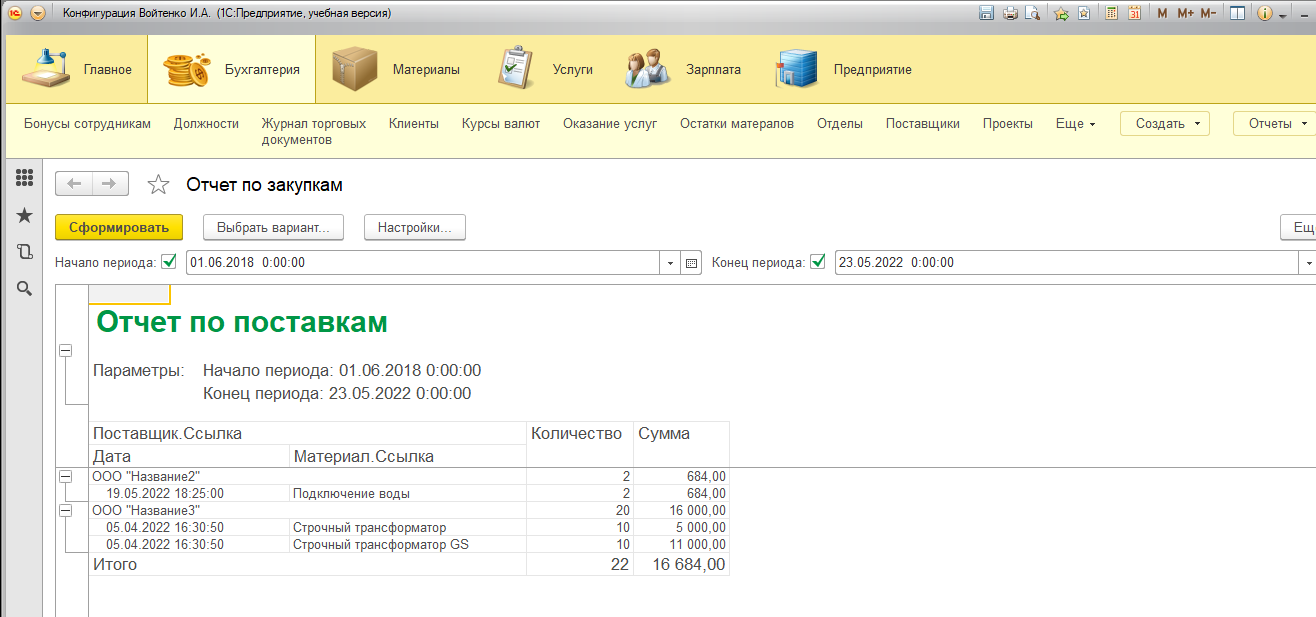 Конфигурация Войтенко И.А. (1С:Предприятие, учебная версия)
31 M M+ M-
Главное Бухгалтерия Материалы Услуги Зарплата Предприятие
Бонусы сотрудникам Должности Журнал торговых Клиенты Курсы валют Оказание услуг Остатки матералов Отделы Поставщики Проекты Еще Создать Отчеты
документов
Отчет по закупкам
Сформировать Выбрать вариант... Настройки... Ещ
Начало периода: 01.06.2018 0:00:00 Конец периода: 23.05.2022 0:00:00
Отчет по поставкам
Параметры: Начало периода: 01.06.2018 0:00:00
Конец периода: 23.05.2022 0:00:00
Поставщик.Ссылка Количество Сумма
Дата Материал.Ссылка
ООО "Название2" 2 684,00
19.05.2022 18:25:00 Подключение воды 2 684,00
ООО "Название3" 20 16 000,00
05.04.2022 16:30:50 Строчный трансформатор 10 5 000,00
05.04.2022 16:30:50 Строчный трансформатор GS 10 11 000,00
Итого 22 16 684,00